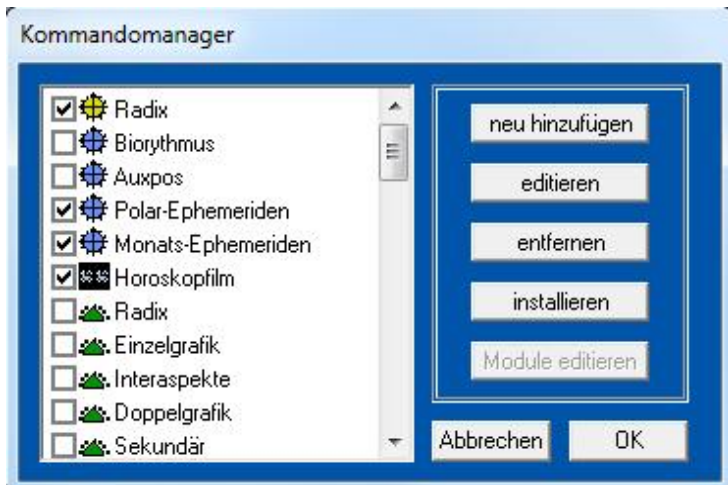 Kommandomanager
Radix
Biorythmus
Auxpos
Polar-Ephemeriden
Monats-Ephemeriden
Horoskopfilm
Radix
Einzelgrafik
Interaspekte
Doppelgrafik
Sekundär
neu hinzufügen
editieren
entfernen
installieren
Module editieren
Abbrechen
OK